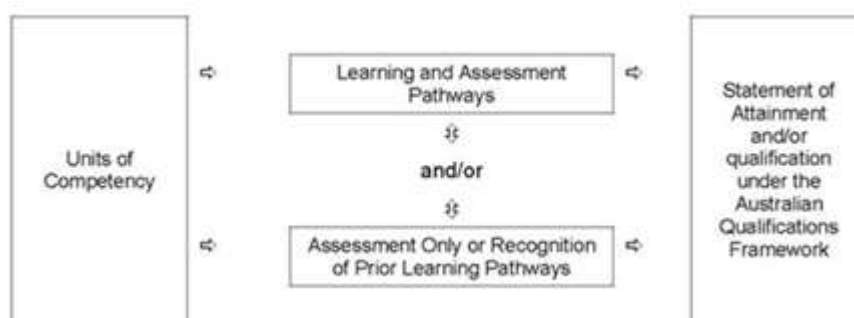 Units of
Competency
Learning and Assessment
Pathways
and/or
Assessment Only or Recognition
of Prior Learning Pathways
Statement of
Attainment
and/or
qualification
under the
Australian
Qualifications
Framework